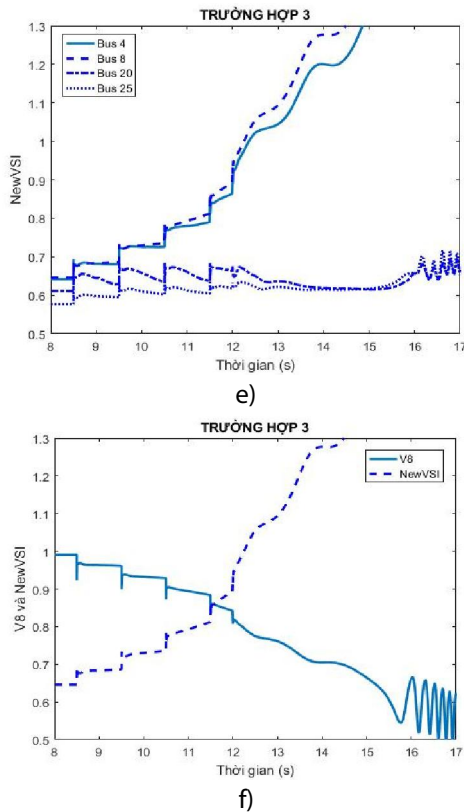 TRƯỜNG HỢP 3
1.3
1.2
1.1
1
0.9
0.8
0.7
0.6
0.5
NewVSI
Bus 4
Bus 8
Bus 20
Bus 25
8 9 10 11 12 13 14 15 16 17
Thời gian (s)
e)
TRƯỜNG HỢP 3
1.3
1.2
1.1
1
0.9
0.8
0.7
0.6
0.5
V8 và NewVSI
V8
NewVSI
8 9 10 11 12 13 14 15 16 17
Thời gian (s)
f)